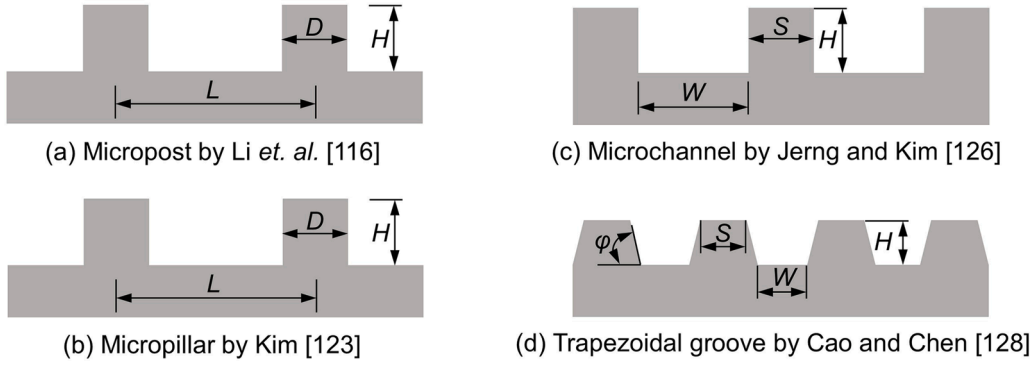 D
H
L
(a) Micropost by Li et. al. [116]
D
H
L
(b) Micropillar by Kim [123]
S
H
W
(c) Microchannel by Jerng and Kim [126]
φ
S
H
W
(d) Trapezoidal groove by Cao and Chen [128]